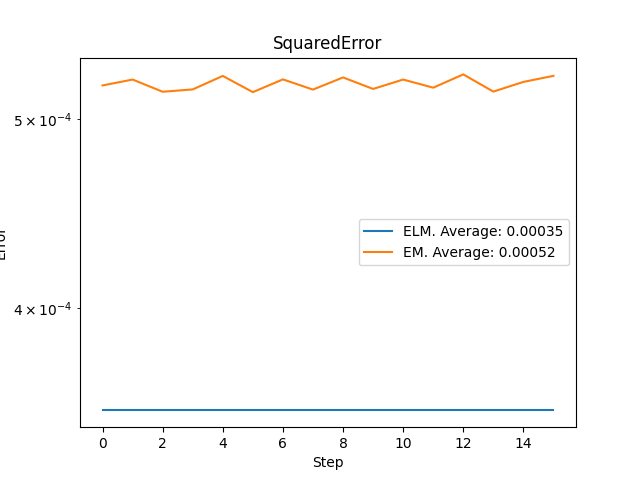 SquaredError
5 × 10⁻⁴
ELM. Average: 0.00035
EM. Average: 0.00052
Error
4 × 10⁻⁴
0 2 4 6 8 10 12 14
Step